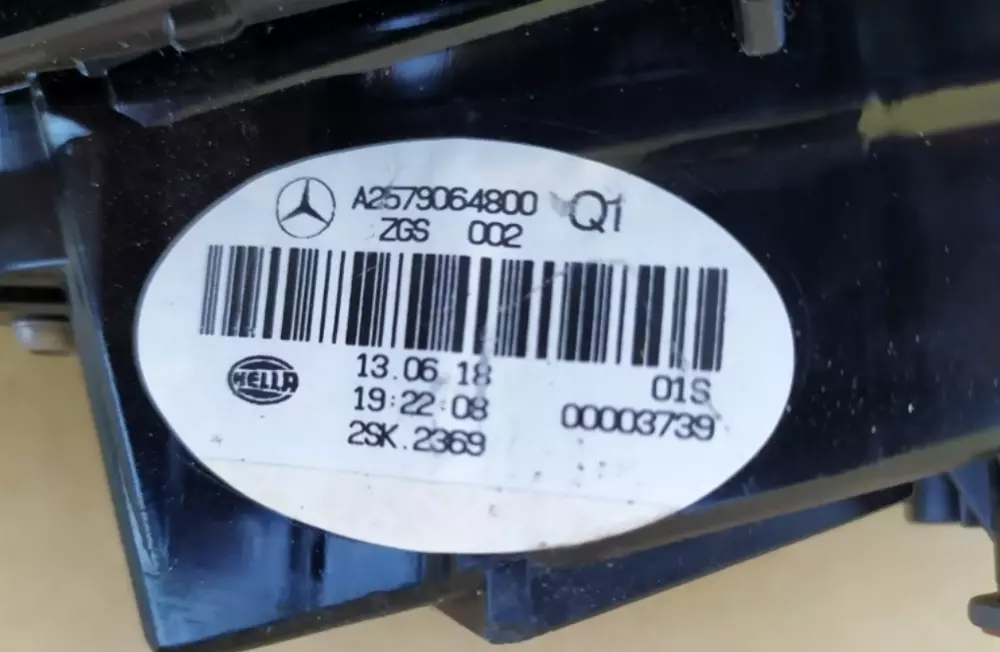 A2579064800 Q1
ZGS 002
HELLA
13.06 18
01S
19:22:08
00003739
2SK.2369